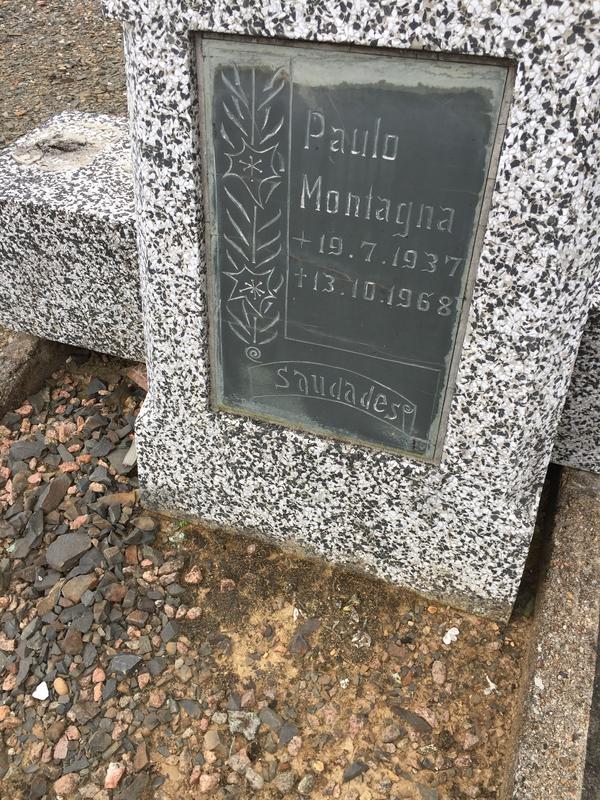 Paulo
Montagna
+19.7.1937
†13.10.1968
Saudades